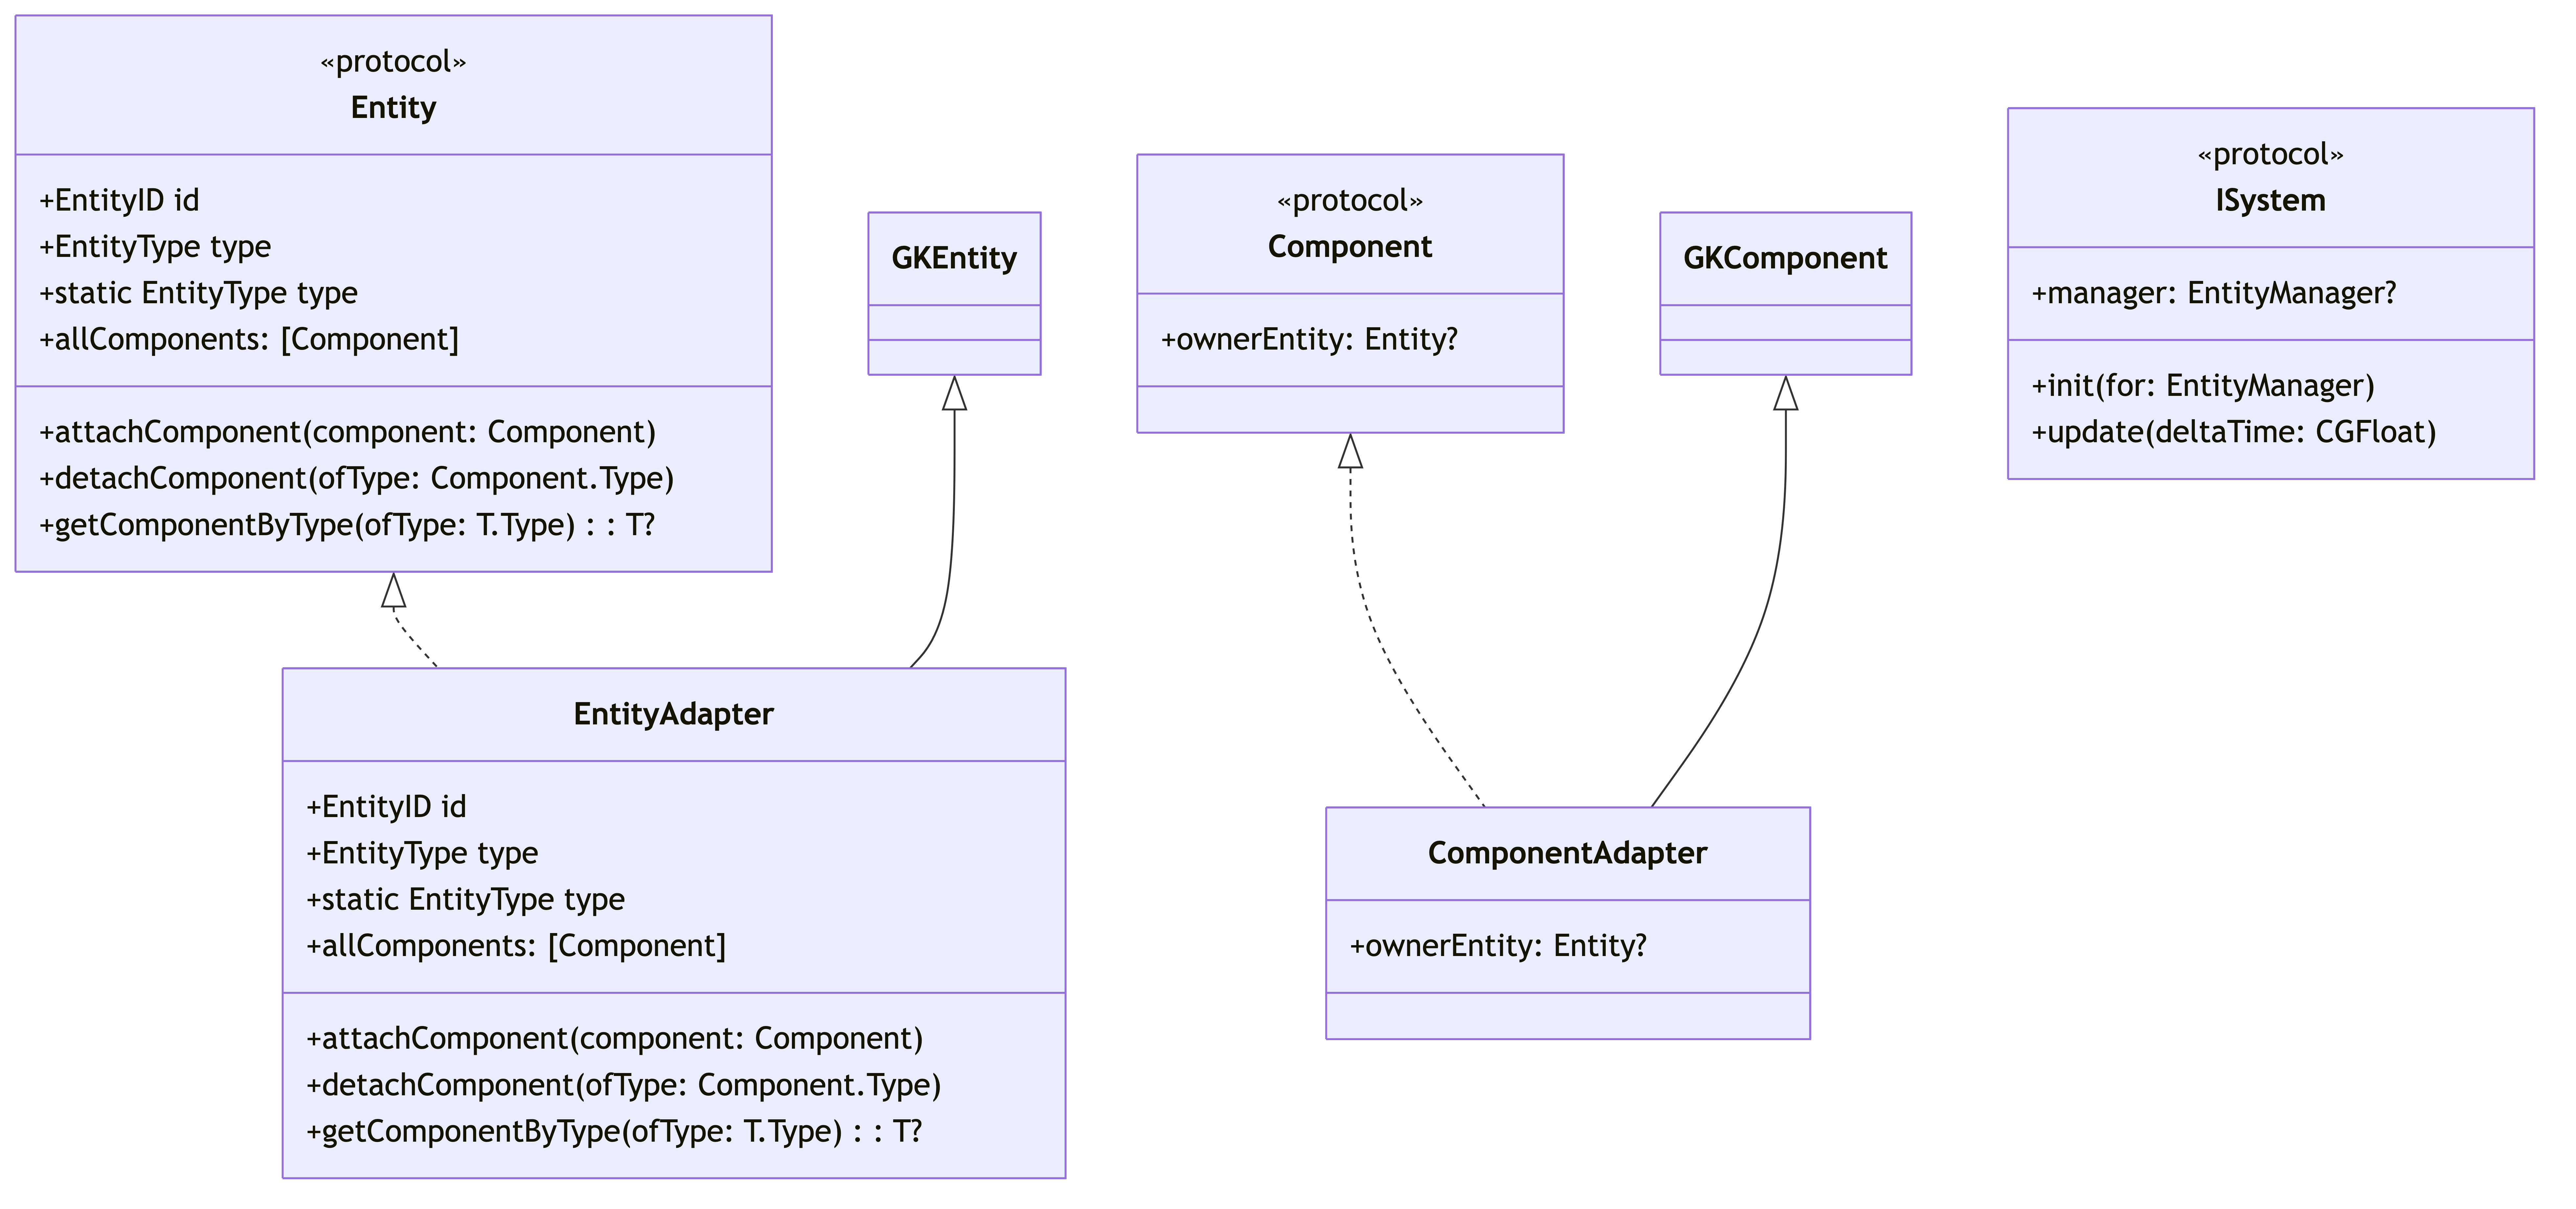 «protocol»
Entity
+EntityID id
+EntityType type
+static EntityType type
+allComponents: [Component]
+attachComponent(component: Component)
+detachComponent(ofType: Component.Type)
+getComponentByType(ofType: T.Type) : : T?
GKEntity
«protocol»
Component
+ownerEntity: Entity?
GKComponent
«protocol»
ISystem
+manager: EntityManager?
+init(for: EntityManager)
+update(deltaTime: CGFloat)
EntityAdapter
+EntityID id
+EntityType type
+static EntityType type
+allComponents: [Component]
+attachComponent(component: Component)
+detachComponent(ofType: Component.Type)
+getComponentByType(ofType: T.Type) : : T?
ComponentAdapter
+ownerEntity: Entity?